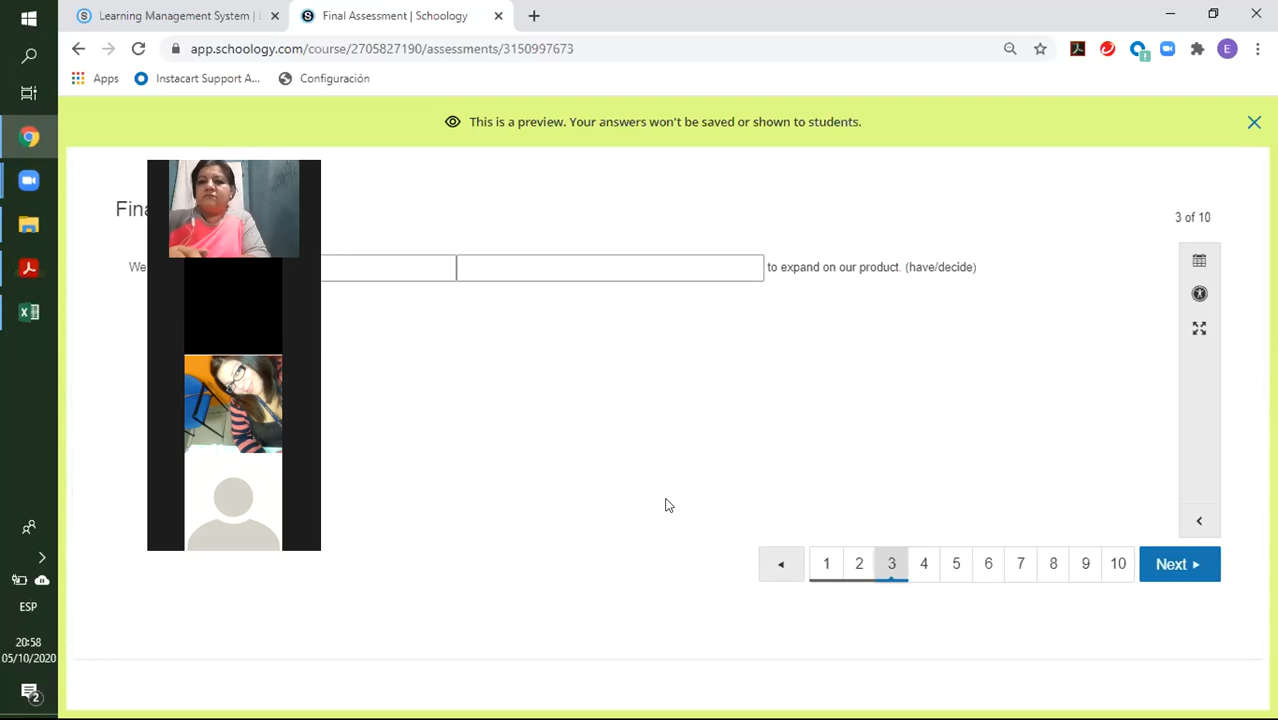 Learning Management System |
Final Assessment | Schoology
app.schoology.com/course/2705827190/assessments/3150997673
E
Apps
Instacart Support A...
Configuración
This is a preview. Your answers won't be saved or shown to students.
3 of 10
We
to expand on our product. (have/decide)
1 2 3 4 5 6 7 8 9 10 Next
ESP
20:58
05/10/2020
2